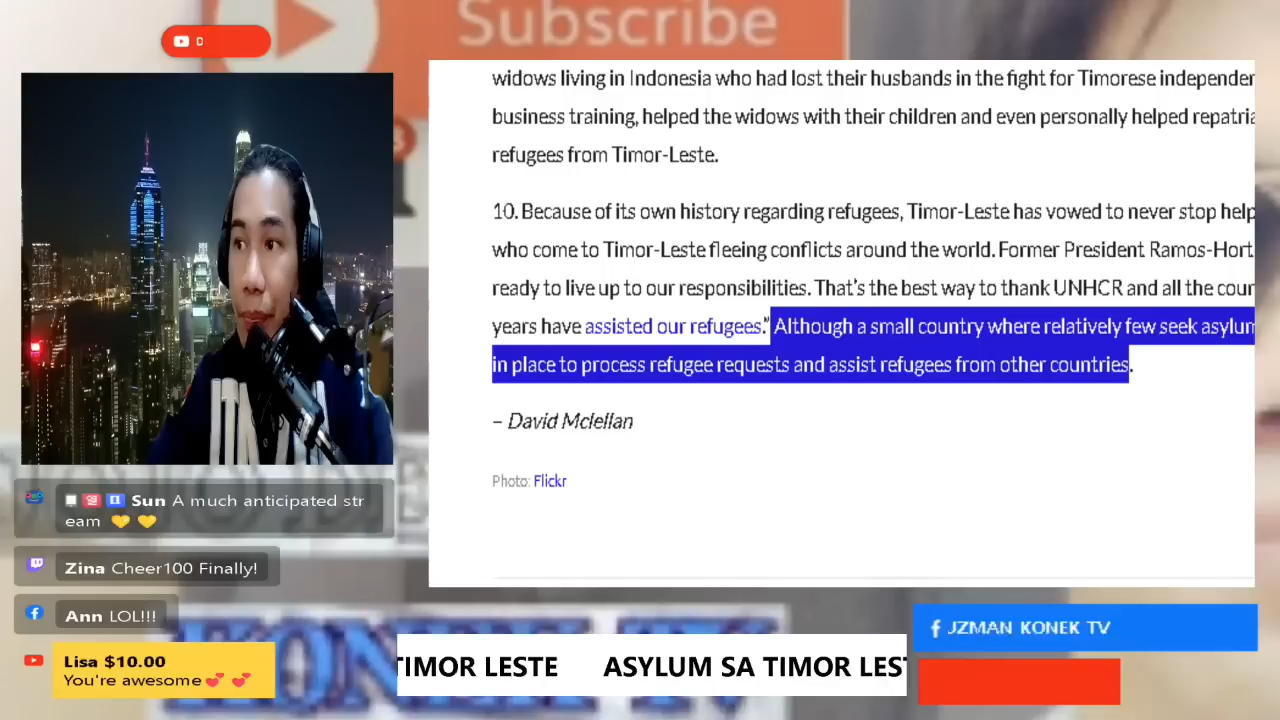 Subscribe
D
widows living in Indonesia who had lost their husbands in the fight for Timorese independen
business training, helped the widows with their children and even personally helped repatria
refugees from Timor-Leste.
10. Because of its own history regarding refugees, Timor-Leste has vowed to never stop help
who come to Timor-Leste fleeing conflicts around the world. Former President Ramos-Hort
ready to live up to our responsibilities. That's the best way to thank UNHCR and all the cour
years have assisted our refugees." Although a small country where relatively few seek asylum
in place to process refugee requests and assist refugees from other countries.
– David Mclellan
Photo: Flickr
Sun A much anticipated str
eam
Zina Cheer100 Finally!
Ann LOL!!!
Lisa $10.00
You're awesome
KONEK TV
TIMOR LESTE ASYLUM SA TIMOR LEST
JZMAN KONEK TV